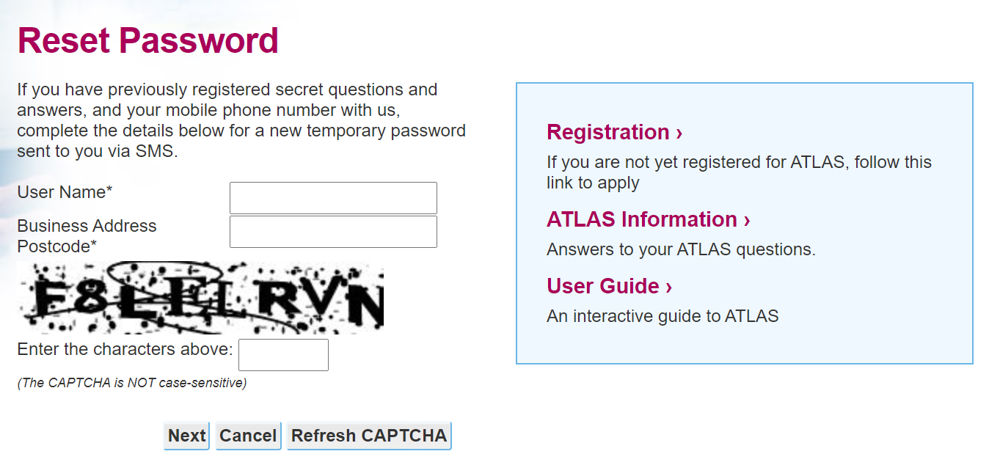 Reset Password
If you have previously registered secret questions and
answers, and your mobile phone number with us,
complete the details below for a new temporary password
sent to you via SMS.
User Name*
Business Address
Postcode*
Enter the characters above:
(The CAPTCHA is NOT case-sensitive)
Next Cancel Refresh CAPTCHA
Registration ›
If you are not yet registered for ATLAS, follow this
link to apply
ATLAS Information ›
Answers to your ATLAS questions.
User Guide ›
An interactive guide to ATLAS